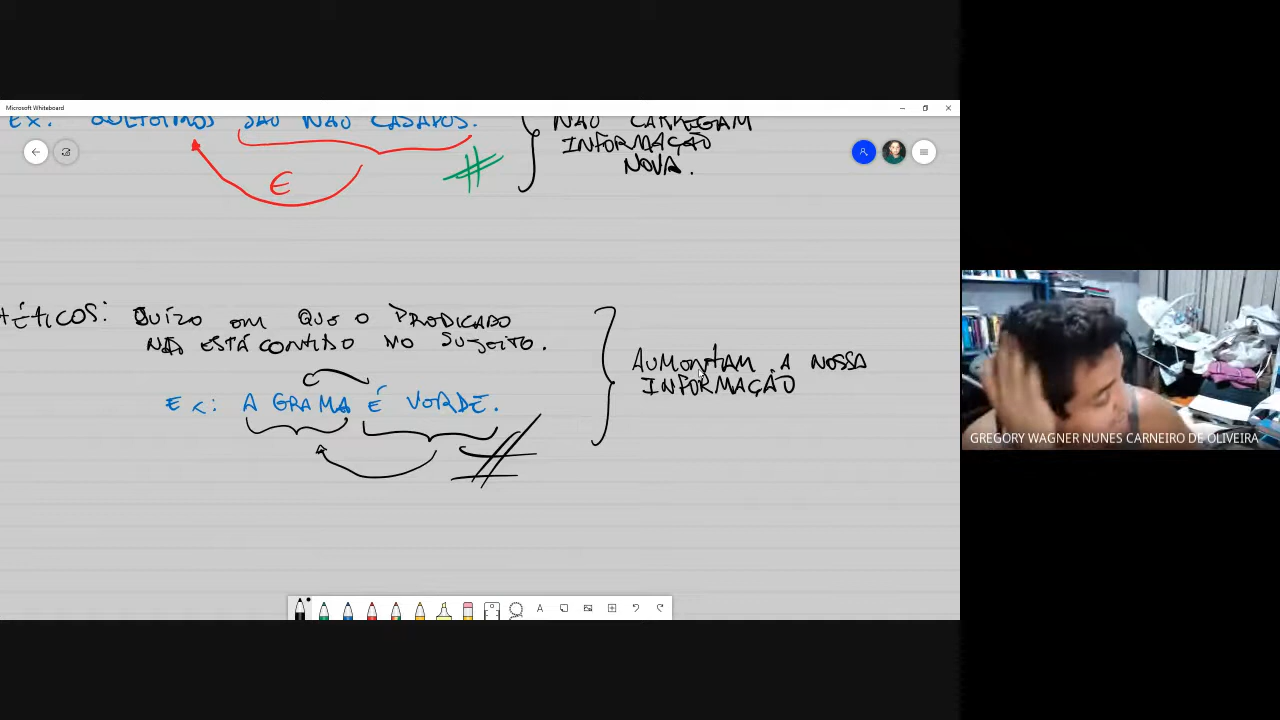 Microsoft Whiteboard
EX: SOLTEIROS SÃO NÃO CASADOS.
NÃO CARREGAM
INFORMAÇÃO
NOVA.
∈
TÉTICOS: JUÍZO EM QUE O PREDICADO
NÃO ESTÁ CONTIDO NO SUJEITO.
AUMENTAM A NOSSA
INFORMAÇÃO
EX: A GRAMA É VERDE.
GREGORY WAGNER NUNES CARNEIRO DE OLIVEIRA